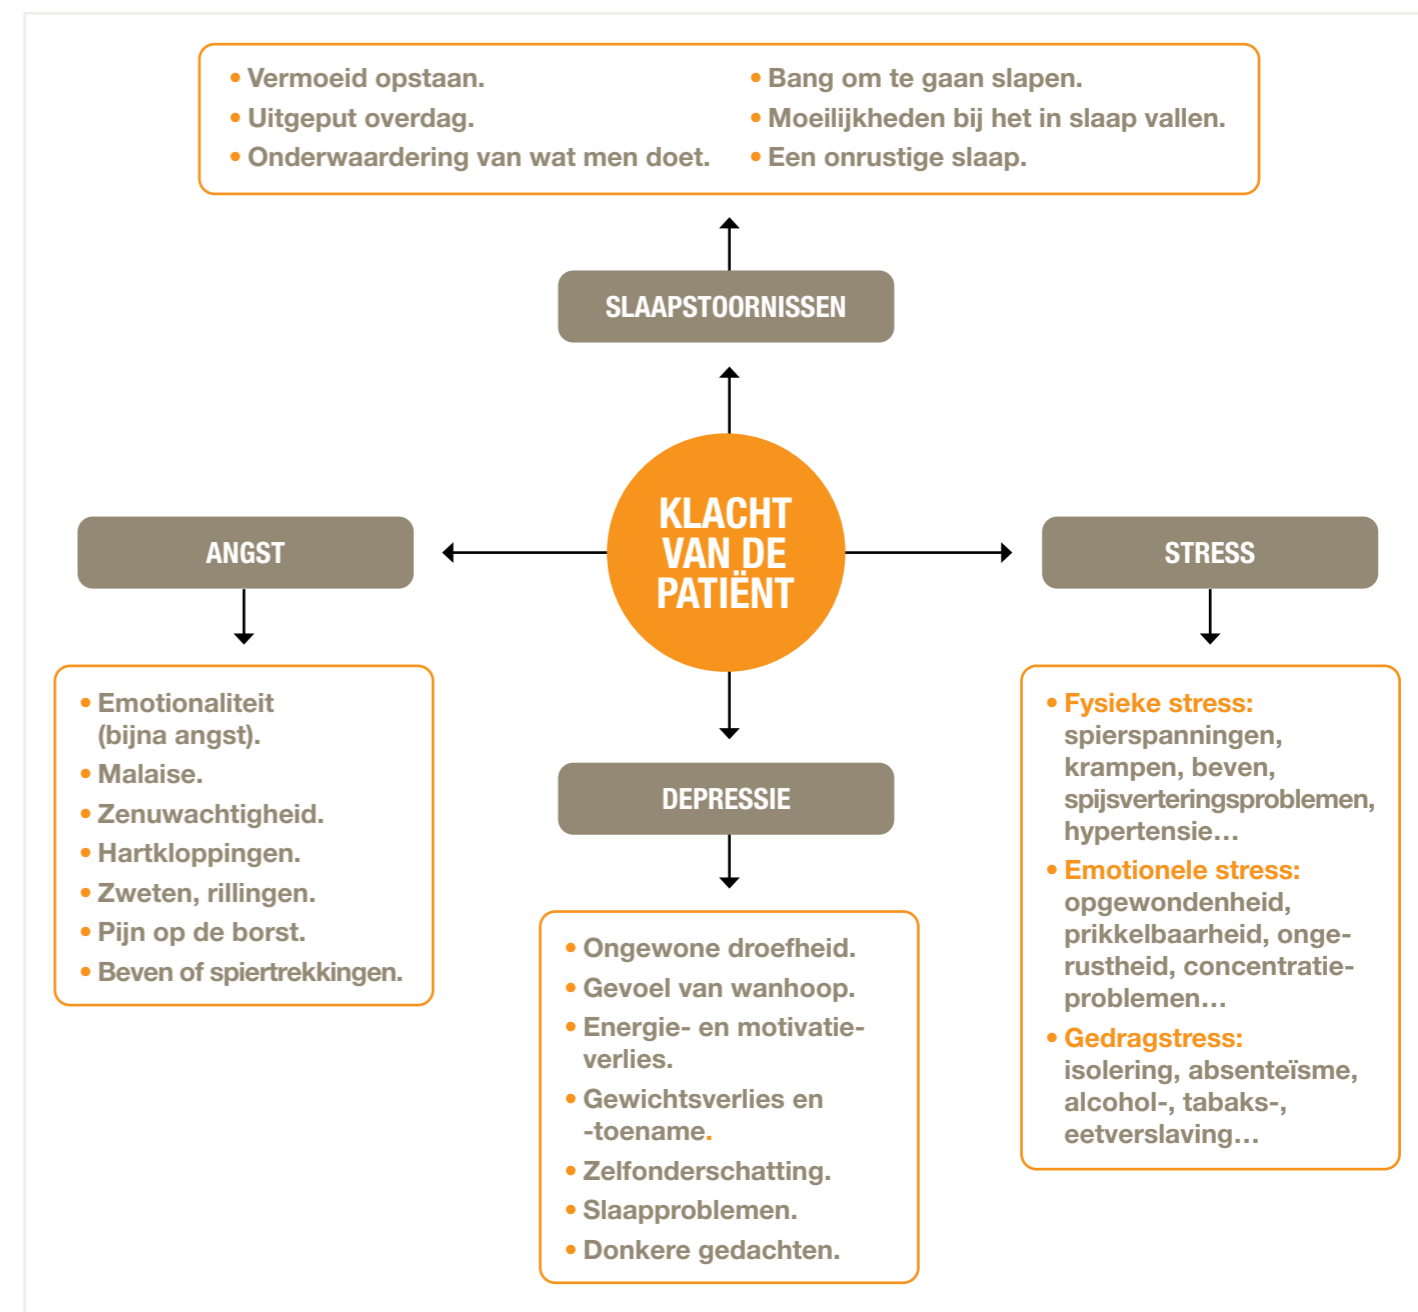 • Vermoeid opstaan.
• Uitgeput overdag.
• Onderwaardering van wat men doet.
• Bang om te gaan slapen.
• Moeilijkheden bij het in slaap vallen.
• Een onrustige slaap.
SLAAPSTOORNISSEN
KLACHT
VAN DE
PATIËNT
ANGST
• Emotionaliteit
(bijna angst).
• Malaise.
• Zenuwachtigheid.
• Hartkloppingen.
• Zweten, rillingen.
• Pijn op de borst.
• Beven of spiertrekkingen.
DEPRESSIE
• Ongewone droefheid.
• Gevoel van wanhoop.
• Energie- en motivatie-
verlies.
• Gewichtsverlies en
-toename.
• Zelfonderschatting.
• Slaapproblemen.
• Donkere gedachten.
STRESS
• Fysieke stress:
spierspanningen,
krampen, beven,
spijsverteringsproblemen,
hypertensie…
• Emotionele stress:
opgewondenheid,
prikkelbaarheid, onge-
rustheid, concentratie-
problemen…
• Gedragstress:
isolering, absenteïsme,
alcohol-, tabaks-,
eetverslaving…